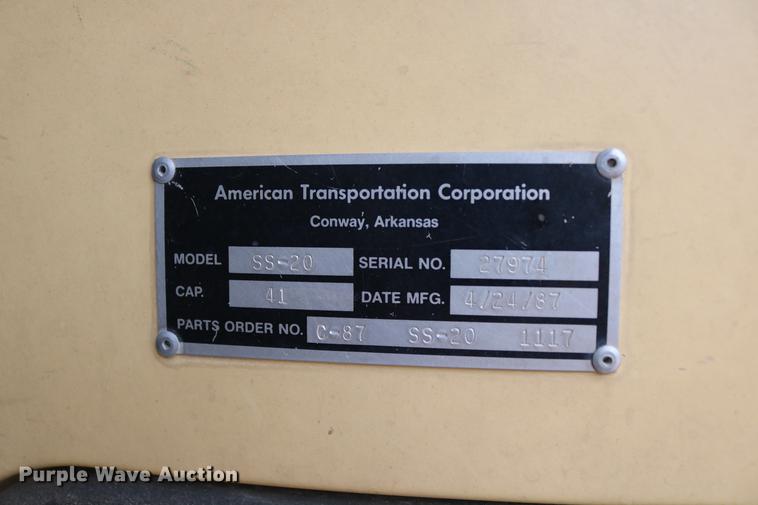 American Transportation Corporation
Conway, Arkansas
MODEL SS-20 SERIAL NO. 27974
CAP. 41 DATE MFG. 4/24/87
PARTS ORDER NO. C-87 SS-20 1117
Purple Wave Auction